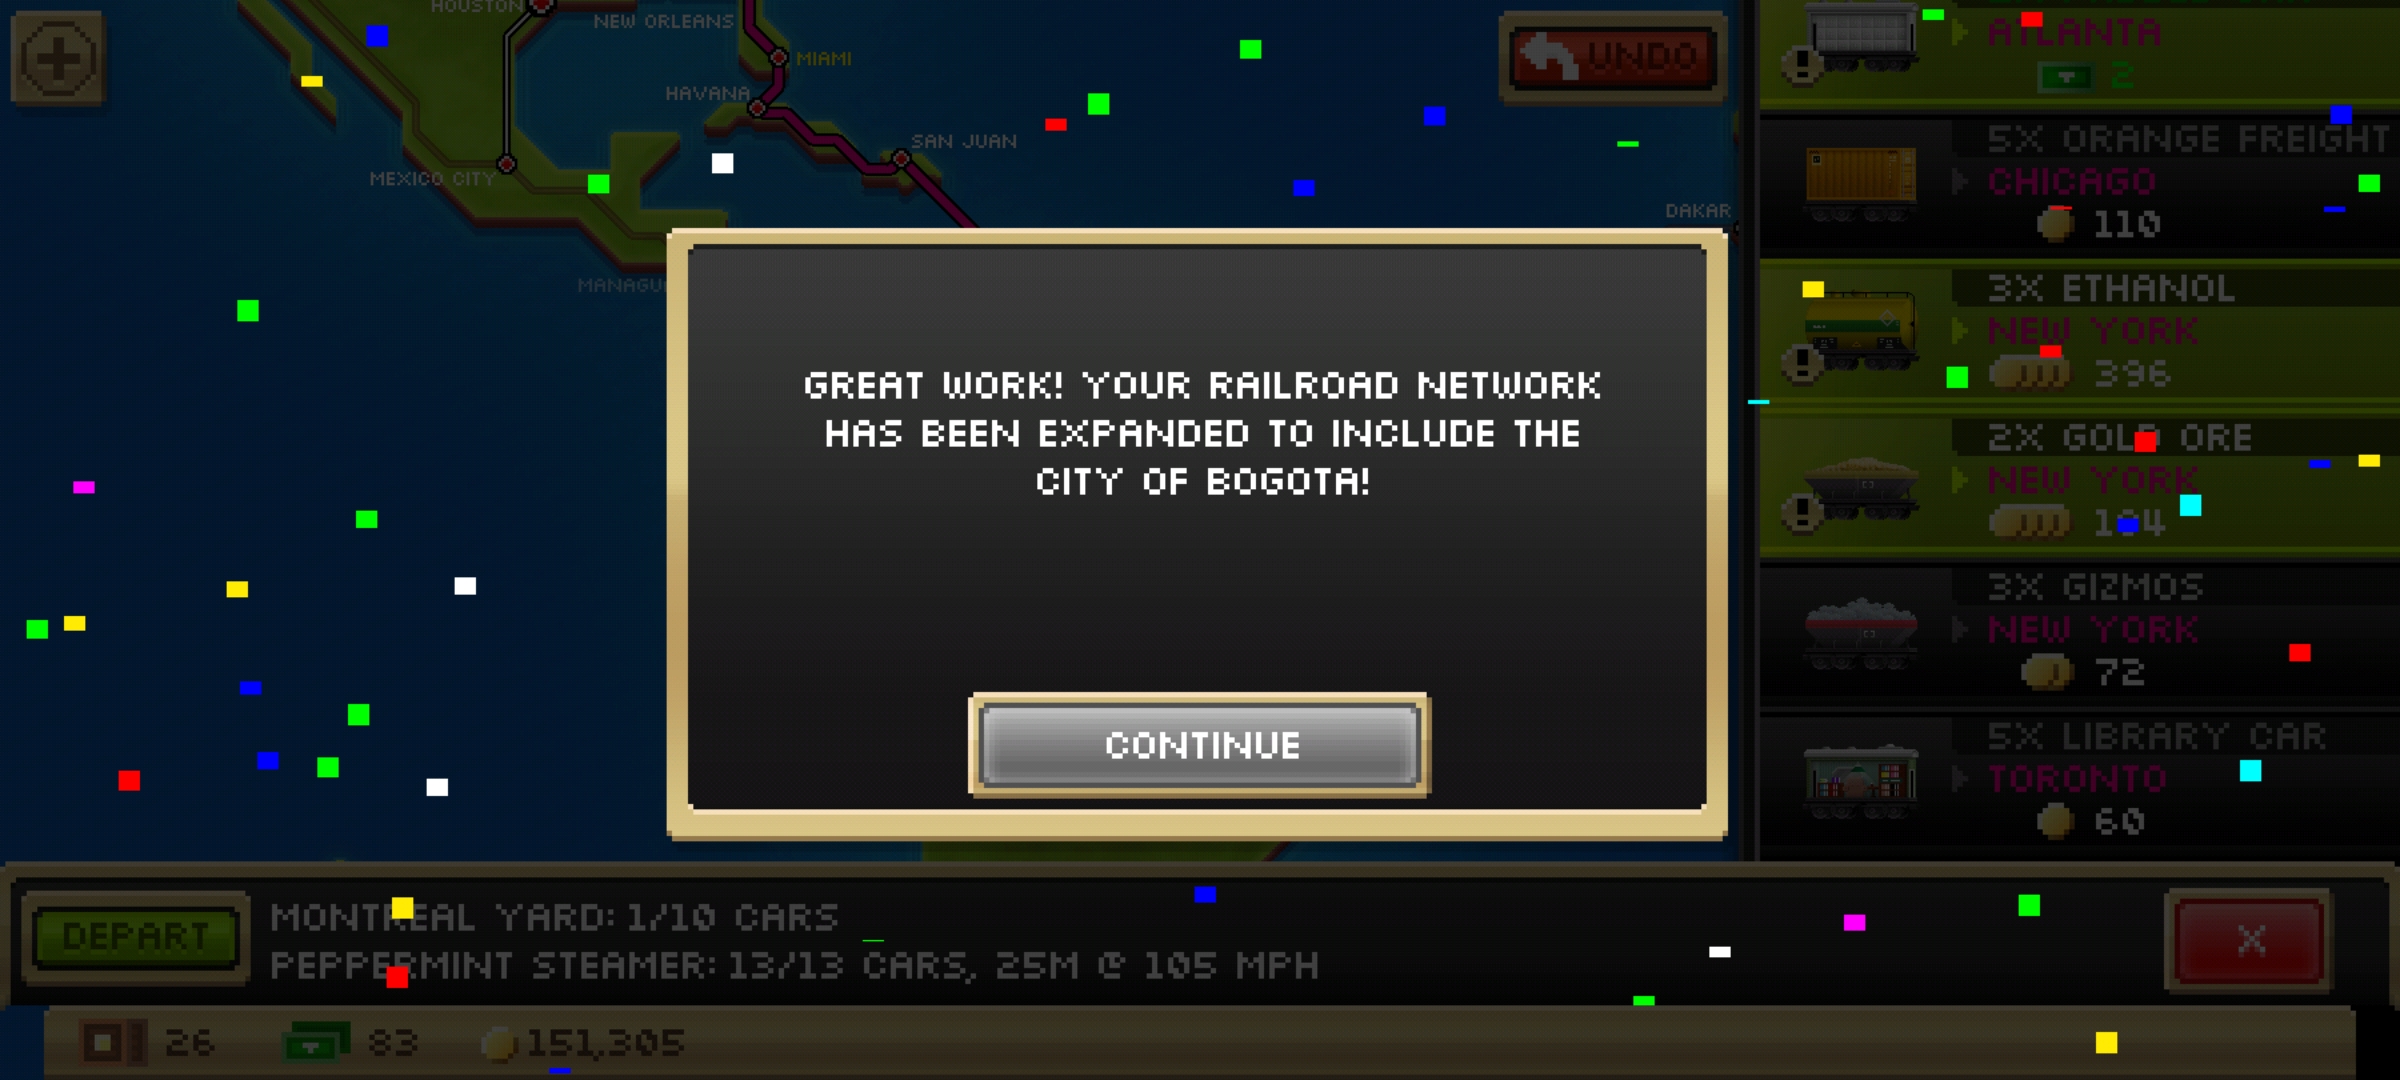 HOUSTON
NEW ORLEANS
MIAMI
HAVANA
SAN JUAN
MEXICO CITY
DAKAR
UNDO
ATLANTA
2
5X ORANGE FREIGHT
CHICAGO
110
3X ETHANOL
NEW YORK
396
2X GOLD ORE
NEW YORK
3X GIZMOS
NEW YORK
72
5X LIBRARY CAR
TORONTO
60
GREAT WORK! YOUR RAILROAD NETWORK
HAS BEEN EXPANDED TO INCLUDE THE
CITY OF BOGOTA!
CONTINUE
DEPART
MONTREAL YARD: 1/10 CARS
PEPPERMINT STEAMER: 13/13 CARS, 25M @ 105 MPH
X
26
83
151,305